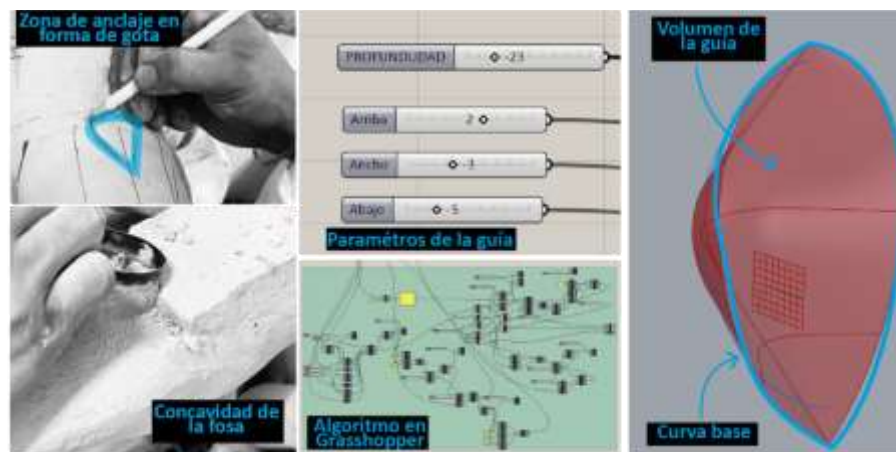 Zona de anclaje en
forma de gota
Concavidad de
la fosa
PROFUNDIDAD -23
Arriba 2
Ancho -3
Abajo -5
Paramétros de la guía
Algoritmo en
Grasshopper
Volumen de
la guía
Curva base